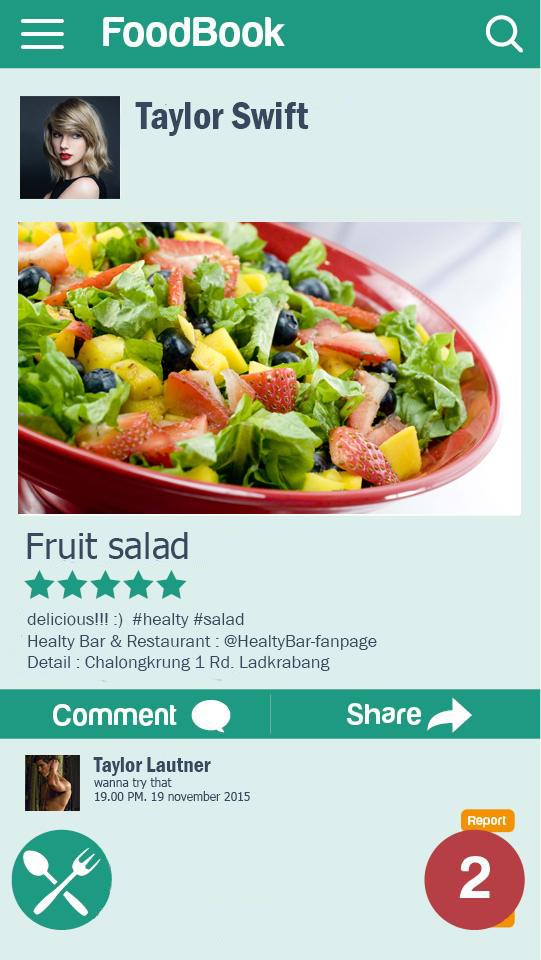 FoodBook
Taylor Swift
Fruit salad
delicious!!! :)  #healty #salad
Healty Bar & Restaurant : @HealtyBar-fanpage
Detail : Chalongkrung 1 Rd. Ladkrabang
Comment
Share
Taylor Lautner
wanna try that
19.00 PM. 19 november 2015
Report
2